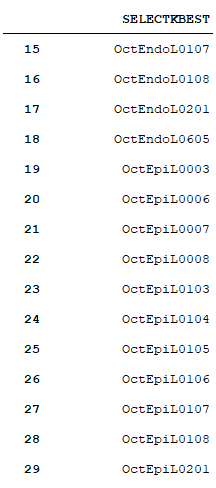 SELECTKBEST
15 OctEndoL0107
16 OctEndoL0108
17 OctEndoL0201
18 OctEndoL0605
19 OctEpiL0003
20 OctEpiL0006
21 OctEpiL0007
22 OctEpiL0008
23 OctEpiL0103
24 OctEpiL0104
25 OctEpiL0105
26 OctEpiL0106
27 OctEpiL0107
28 OctEpiL0108
29 OctEpiL0201